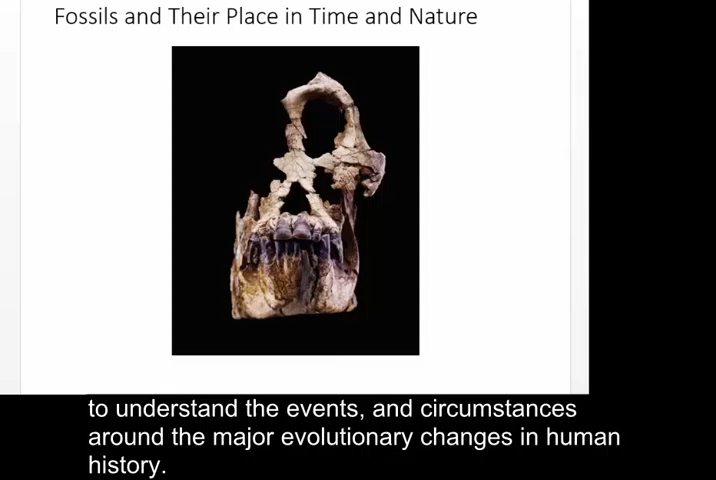 Fossils and Their Place in Time and Nature
to understand the events, and circumstances
around the major evolutionary changes in human
history.